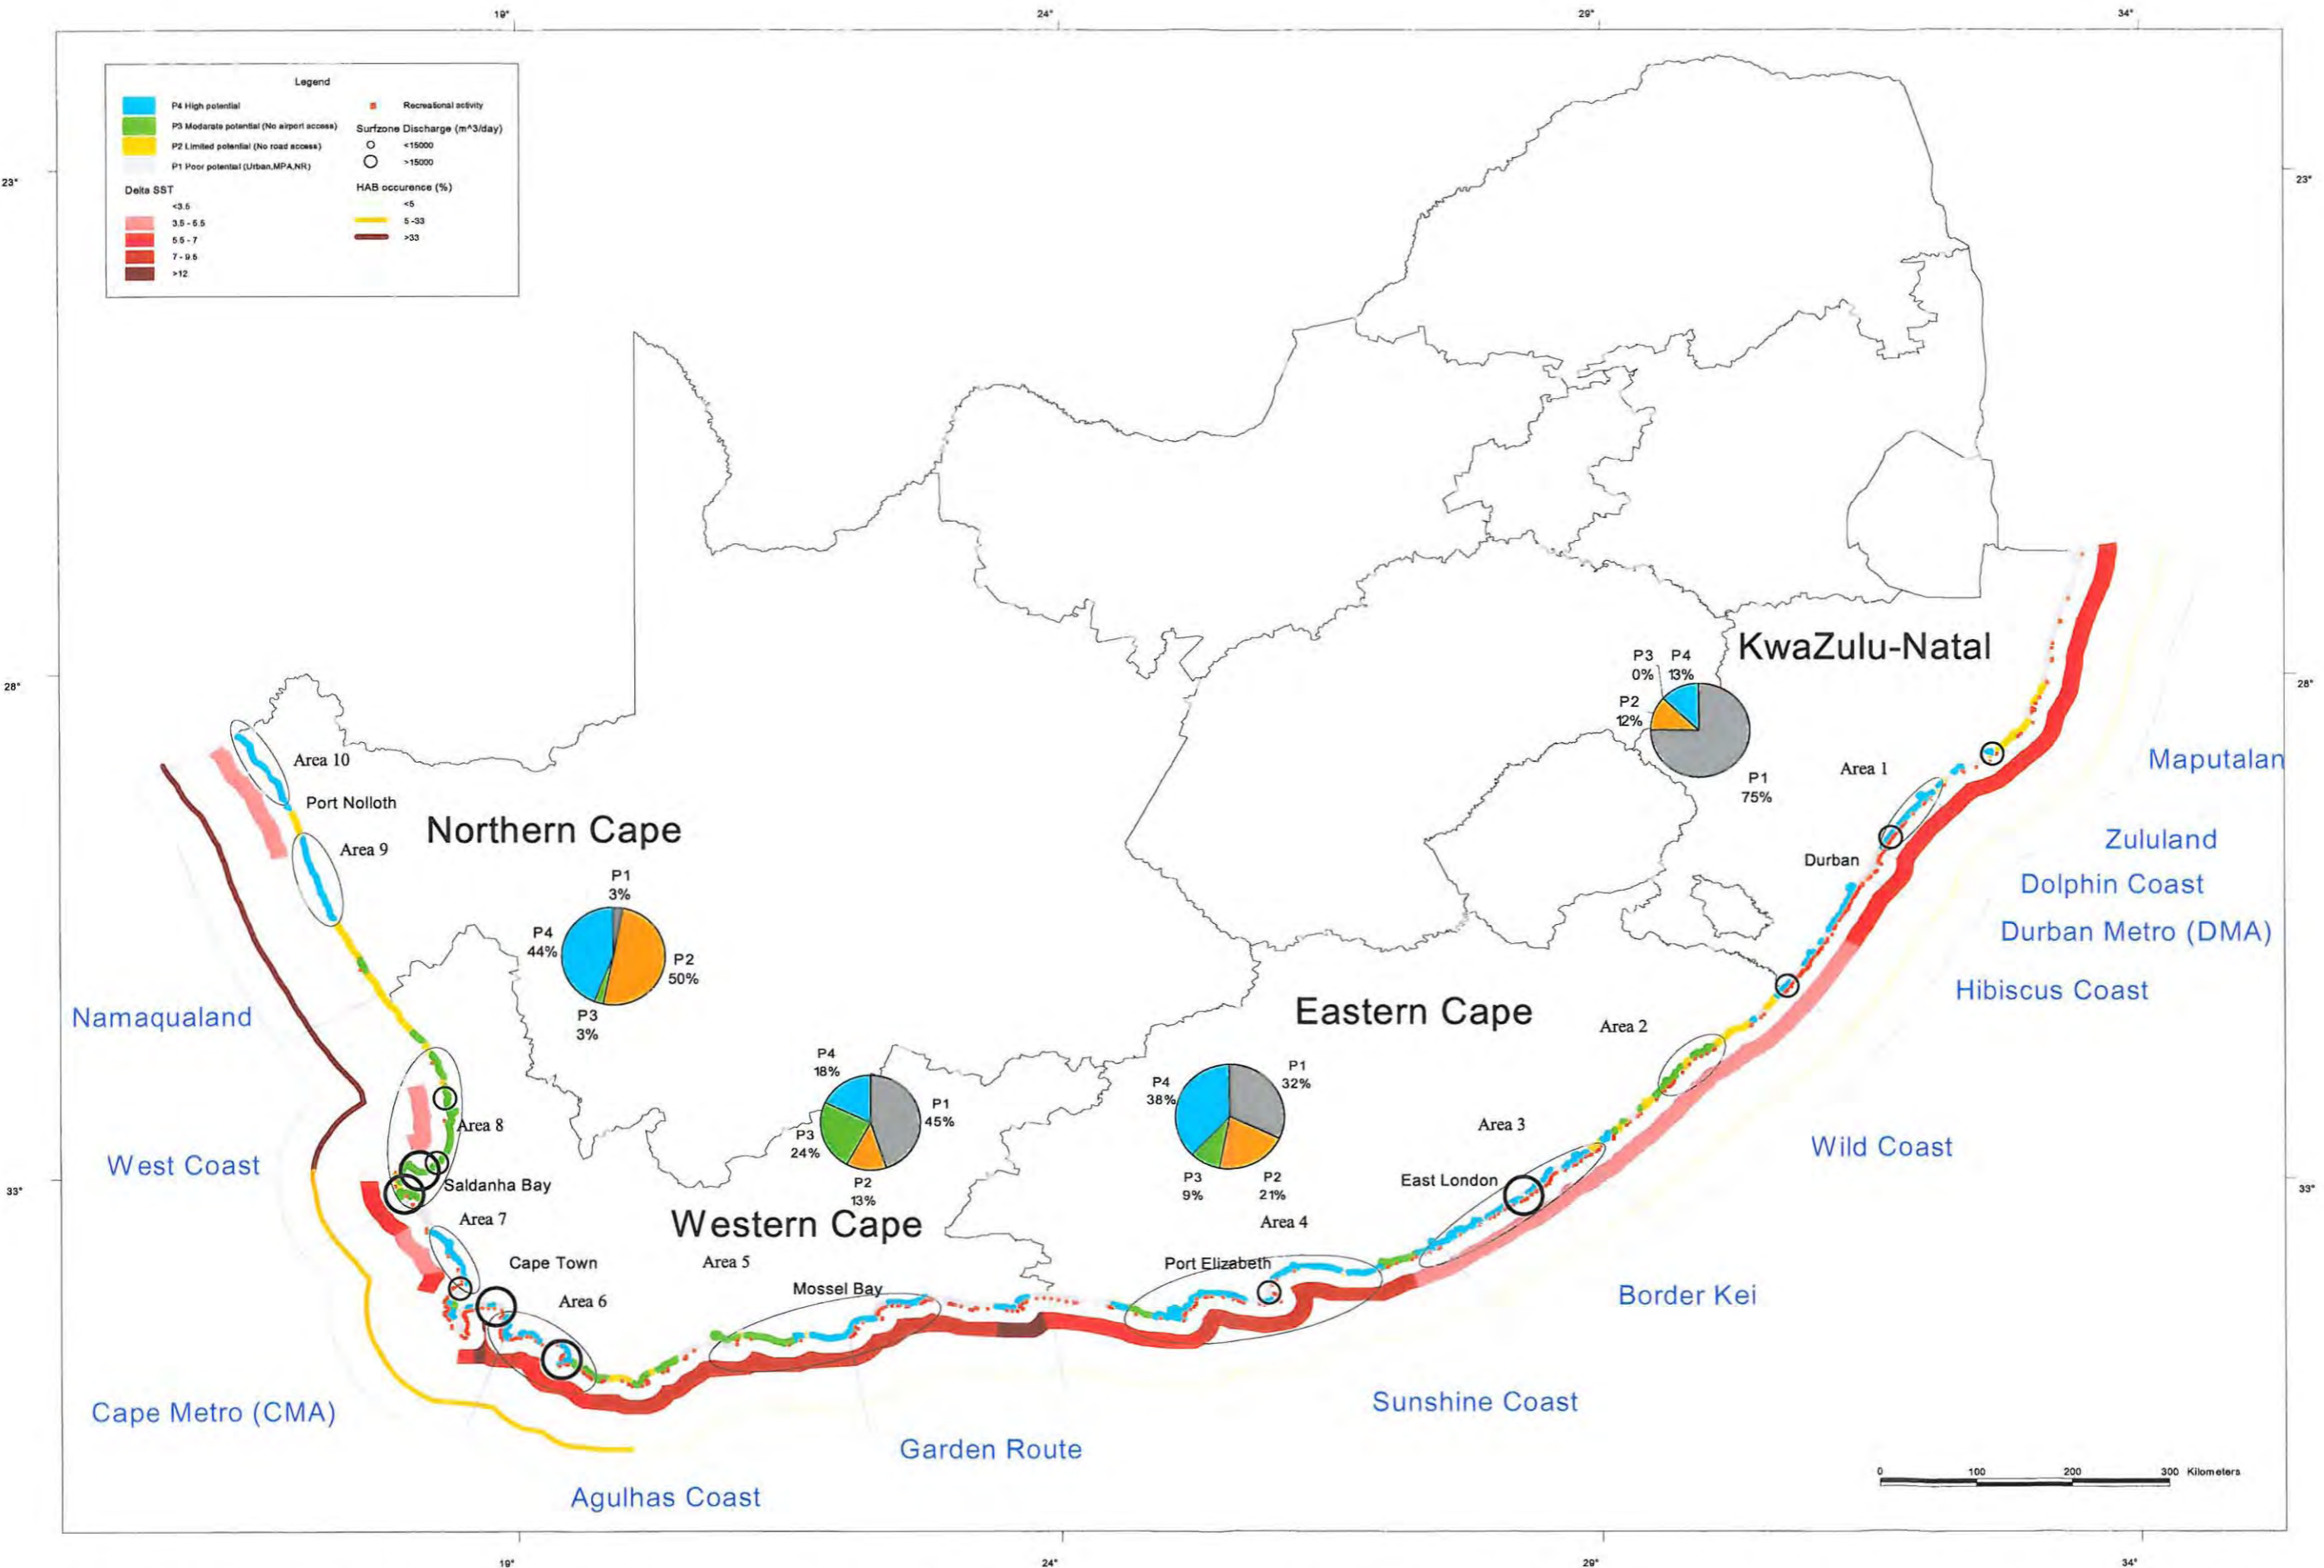 19°
24°
29°
34°
Legend
P4 High potential
P3 Moderate potential (No airport access)
P2 Limited potential (No road access)
P1 Poor potential (Urban,MPA,NR)
Recreational activity
Surfzone Discharge (m^3/day)
<15000
>15000
Delta SST
<3.5
3.5 - 5.5
5.5 - 7
7 - 9.5
>12
HAB occurence (%)
<5
5 -33
>33
23°
23°
28°
28°
33°
33°
KwaZulu-Natal
P3
0%
P4
13%
P2
12%
P1
75%
Area 1
Maputalan
Zululand
Durban
Dolphin Coast
Durban Metro (DMA)
Hibiscus Coast
Area 10
Port Nolloth
Northern Cape
Area 9
P1
3%
P4
44%
P2
50%
P3
3%
Namaqualand
Eastern Cape
Area 2
P4
18%
P1
45%
P3
24%
P2
13%
P4
38%
P1
32%
P3
9%
P2
21%
Area 8
Area 3
Wild Coast
West Coast
Saldanha Bay
East London
Area 7
Western Cape
Area 4
Cape Town
Area 5
Port Elizabeth
Mossel Bay
Area 6
Border Kei
Cape Metro (CMA)
Sunshine Coast
Garden Route
Agulhas Coast
0
100
200
300 Kilometers
19°
24°
29°
34°